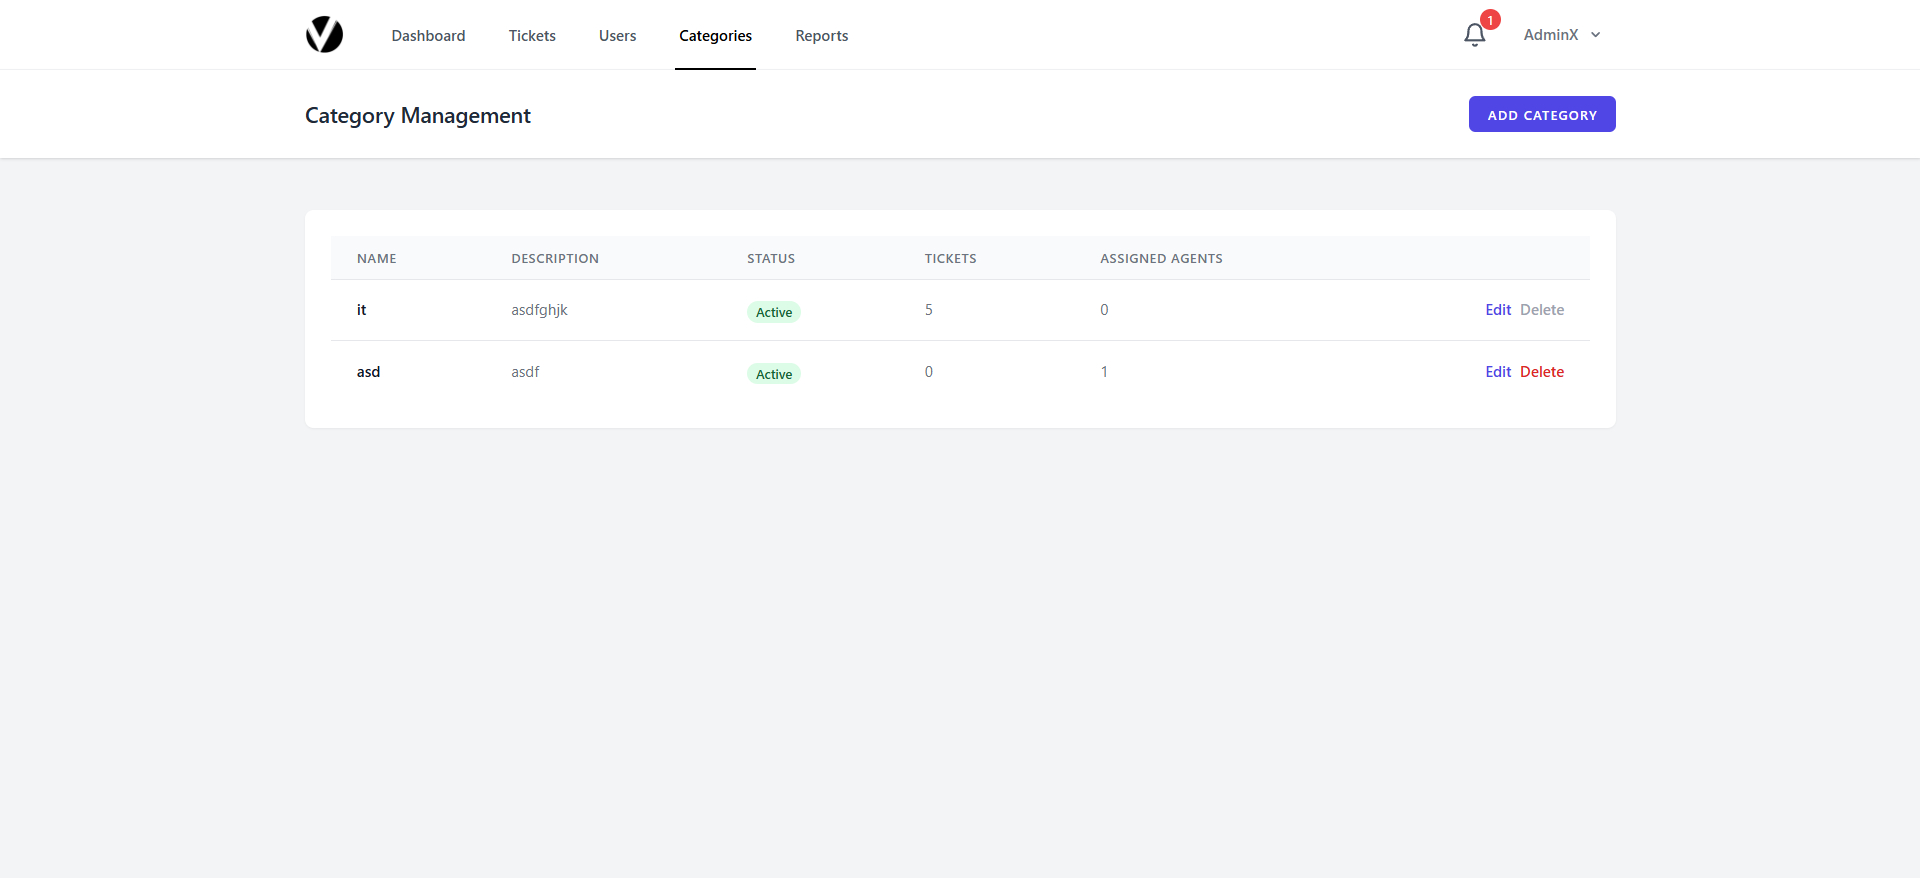 Dashboard Tickets Users Categories Reports 1 AdminX
Category Management ADD CATEGORY
NAME DESCRIPTION STATUS TICKETS ASSIGNED AGENTS
it asdfghjk Active 5 0 Edit Delete
asd asdf Active 0 1 Edit Delete